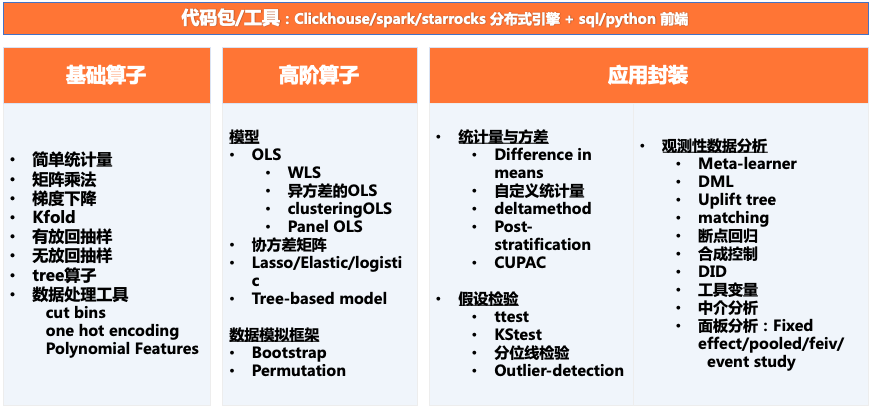 代码包/工具：Clickhouse/spark/starrocks 分布式引擎 + sql/python 前端
基础算子
• 简单统计量
• 矩阵乘法
• 梯度下降
• Kfold
• 有放回抽样
• 无放回抽样
• tree算子
• 数据处理工具
cut bins
one hot encoding
Polynomial Features
高阶算子
模型
• OLS
• WLS
• 异方差的OLS
• clusteringOLS
• Panel OLS
• 协方差矩阵
• Lasso/Elastic/logisti
c
• Tree-based model
数据模拟框架
• Bootstrap
• Permutation
应用封装
• 统计量与方差
• Difference in
means
• 自定义统计量
• deltamethod
• Post-
stratification
• CUPAC
• 假设检验
• ttest
• KStest
• 分位线检验
• Outlier-detection
• 观测性数据分析
• Meta-learner
• DML
• Uplift tree
• matching
• 断点回归
• 合成控制
• DID
• 工具变量
• 中介分析
• 面板分析：Fixed
effect/pooled/feiv/
event study